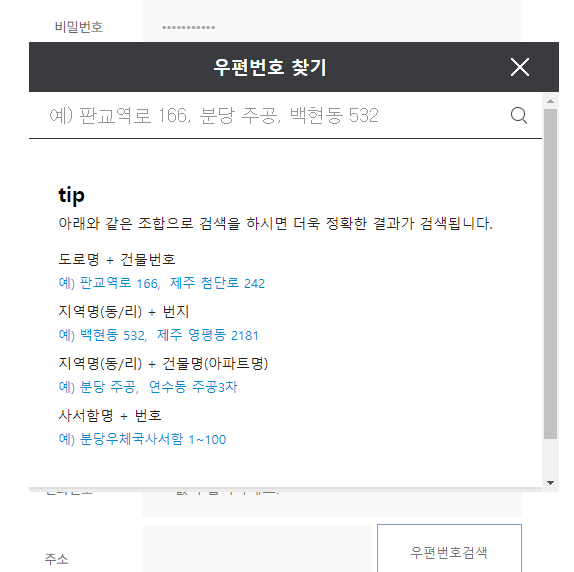 비밀번호 •••••••••••
우편번호 찾기
예) 판교역로 166, 분당 주공, 백현동 532
tip
아래와 같은 조합으로 검색을 하시면 더욱 정확한 결과가 검색됩니다.
도로명 + 건물번호
예) 판교역로 166, 제주 첨단로 242
지역명(동/리) + 번지
예) 백현동 532, 제주 영평동 2181
지역명(동/리) + 건물명(아파트명)
예) 분당 주공, 연수동 주공3차
사서함명 + 번호
예) 분당우체국사서함 1~100
주소
우편번호검색